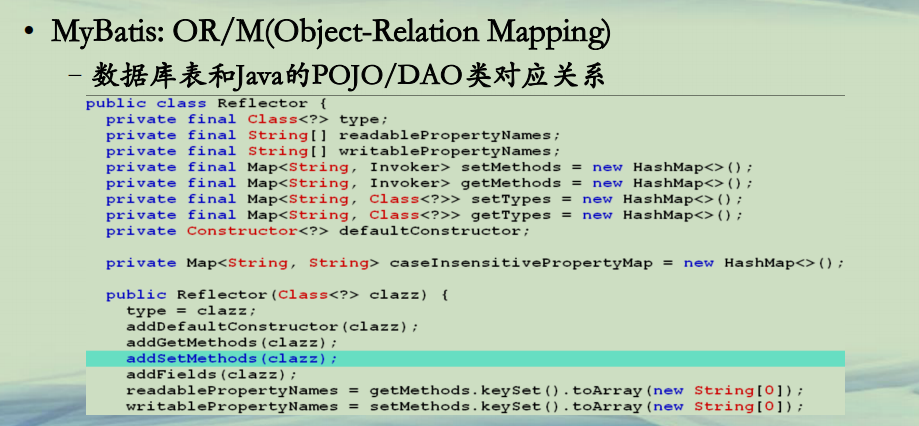 • MyBatis: OR/M(Object-Relation Mapping)
– 数据库表和Java的POJO/DAO类对应关系
public class Reflector {
  private final Class<?> type;
  private final String[] readablePropertyNames;
  private final String[] writablePropertyNames;
  private final Map<String, Invoker> setMethods = new HashMap<>();
  private final Map<String, Invoker> getMethods = new HashMap<>();
  private final Map<String, Class<?>> setTypes = new HashMap<>();
  private final Map<String, Class<?>> getTypes = new HashMap<>();
  private Constructor<?> defaultConstructor;
  private Map<String, String> caseInsensitivePropertyMap = new HashMap<>();
  public Reflector(Class<?> clazz) {
    type = clazz;
    addDefaultConstructor(clazz);
    addGetMethods(clazz);
    addSetMethods(clazz);
    addFields(clazz);
    readablePropertyNames = getMethods.keySet().toArray(new String[0]);
    writablePropertyNames = setMethods.keySet().toArray(new String[0]);